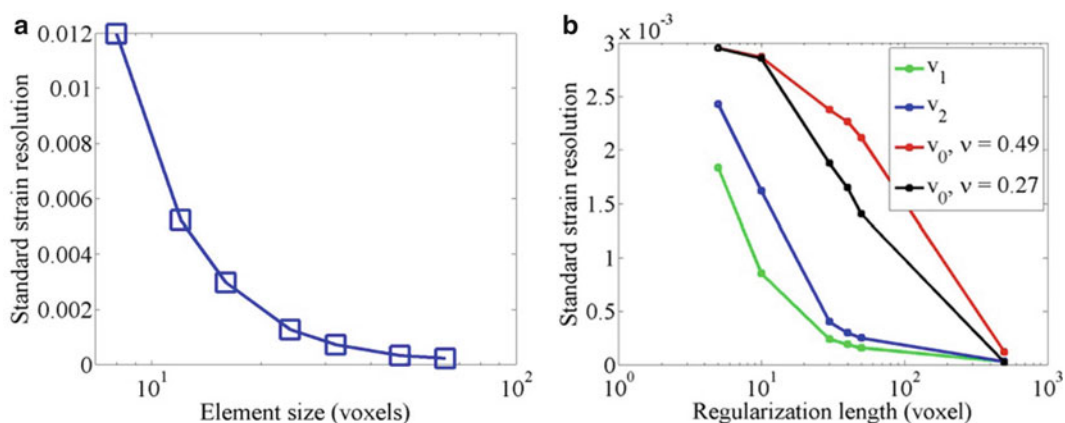 a
Standard strain resolution
0.012
0.01
0.008
0.006
0.004
0.002
0
10¹
10²
Element size (voxels)
b
Standard strain resolution
× 10⁻³
3
2.5
2
1.5
1
0.5
0
10⁰
10¹
10²
10³
Regularization length (voxel)
v₁
v₂
v₀, ν = 0.49
v₀, ν = 0.27